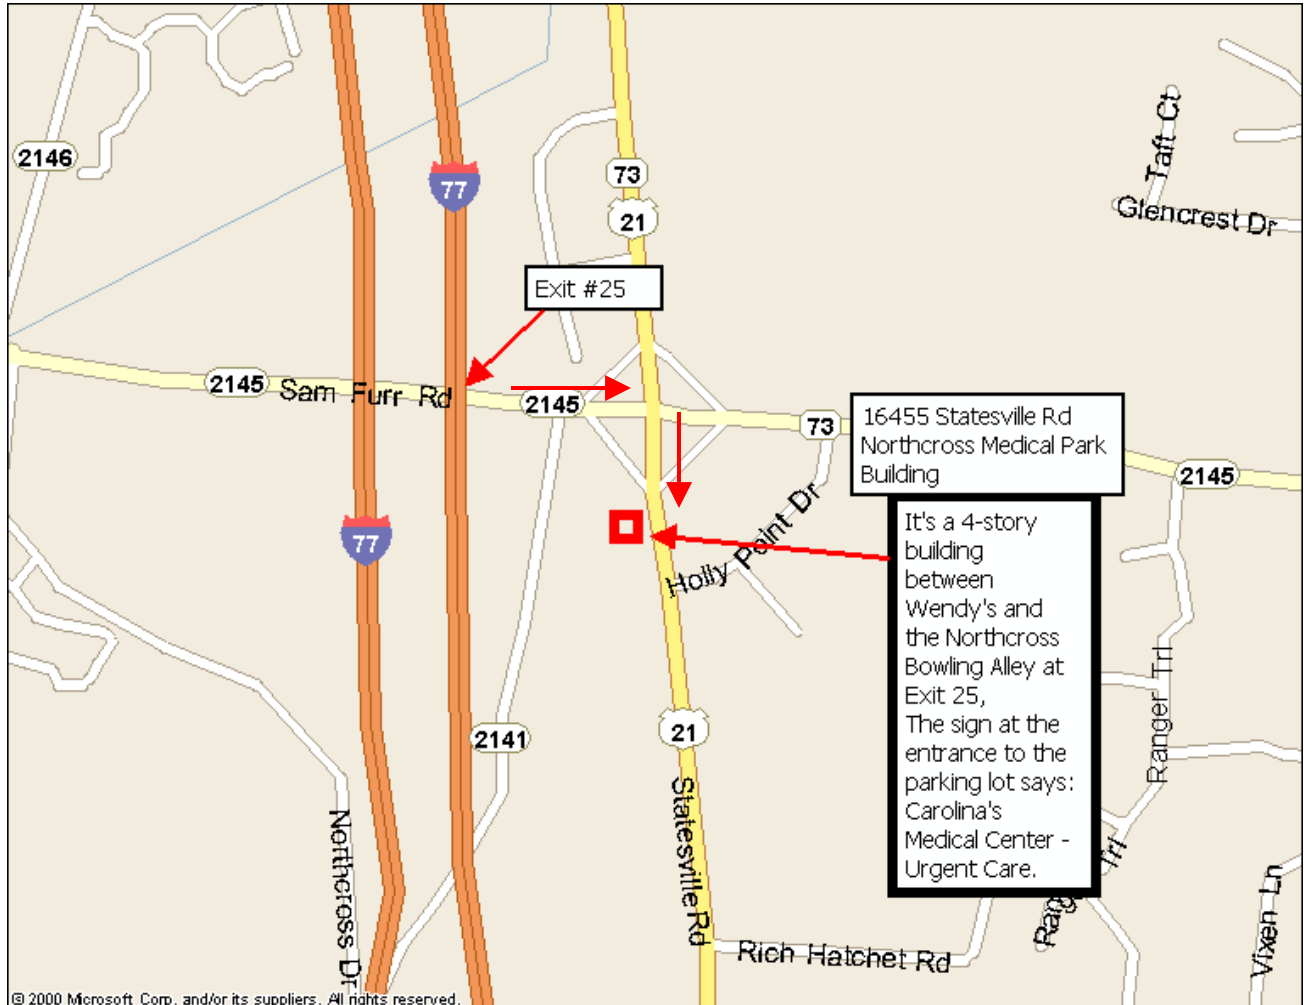 Taft Ct
2146
77
73
21
Glencrest Dr
Exit #25
2145
Sam Furr Rd
2145
73
16455 Statesville Rd
Northcross Medical Park
Building
2145
It's a 4-story
building
between
Wendy's and
the Northcross
Bowling Alley at
Exit 25,
The sign at the
entrance to the
parking lot says:
Carolina's
Medical Center -
Urgent Care.
77
Holly Point Dr
Ranger Trl
21
2141
Statesville Rd
Northcross Dr
Ranger Trl
Vixen Ln
Rich Hatchet Rd
© 2000 Microsoft Corp. and/or its suppliers. All rights reserved.